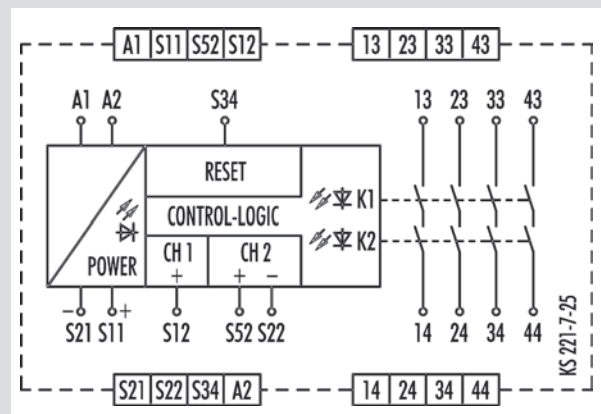 A1 S11 S52 S12 13 23 33 43
A1 A2 S34 13 23 33 43
RESET
K1
CONTROL-LOGIC
K2
CH 1 CH 2
POWER + + −
− + 
S21 S11 S12 S52 S22 14 24 34 44
KS 221-7-25
S21 S22 S34 A2 14 24 34 44